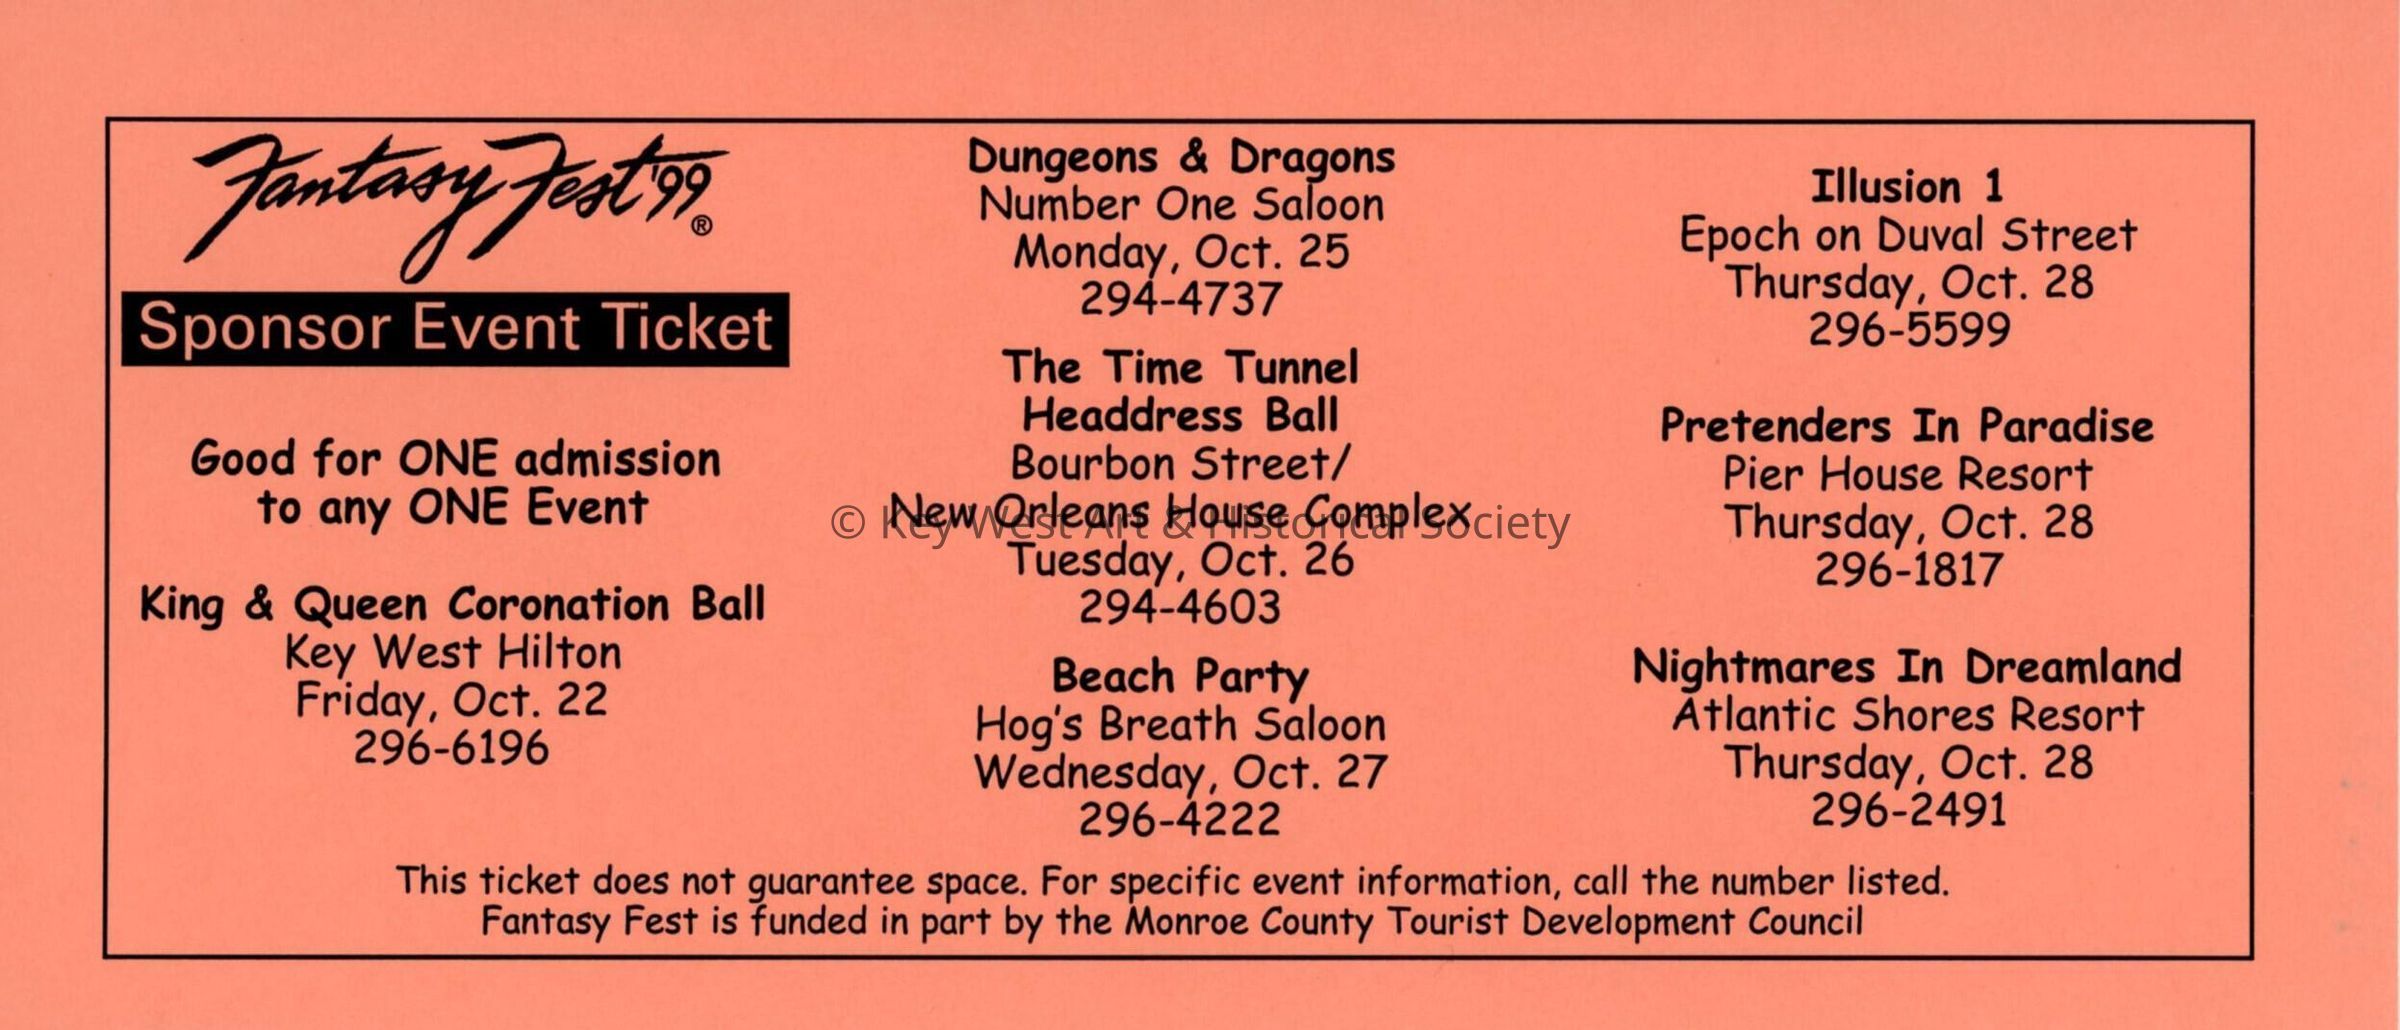 Fantasy Fest '99®
Sponsor Event Ticket
Good for ONE admission
to any ONE Event
King & Queen Coronation Ball
Key West Hilton
Friday, Oct. 22
296-6196
Dungeons & Dragons
Number One Saloon
Monday, Oct. 25
294-4737
The Time Tunnel
Headdress Ball
Bourbon Street/
New Orleans House Complex
Tuesday, Oct. 26
294-4603
Beach Party
Hog's Breath Saloon
Wednesday, Oct. 27
296-4222
Illusion 1
Epoch on Duval Street
Thursday, Oct. 28
296-5599
Pretenders In Paradise
Pier House Resort
Thursday, Oct. 28
296-1817
Nightmares In Dreamland
Atlantic Shores Resort
Thursday, Oct. 28
296-2491
This ticket does not guarantee space. For specific event information, call the number listed.
Fantasy Fest is funded in part by the Monroe County Tourist Development Council
© Key West Art & Historical Society